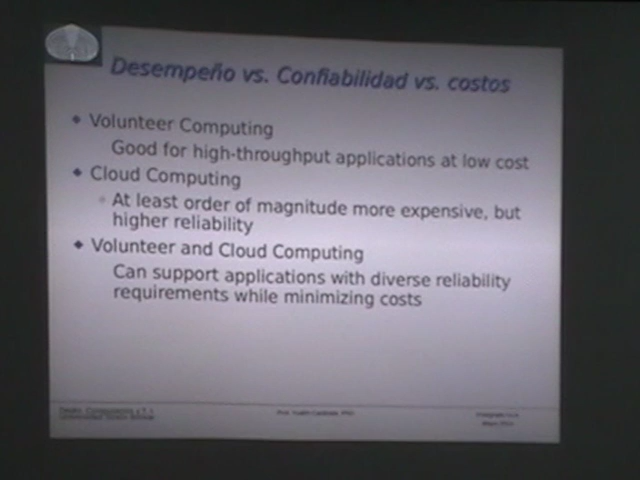 Desempeño vs. Confiabilidad vs. costos
Volunteer Computing
Good for high-throughput applications at low cost
Cloud Computing
At least order of magnitude more expensive, but
higher reliability
Volunteer and Cloud Computing
Can support applications with diverse reliability
requirements while minimizing costs